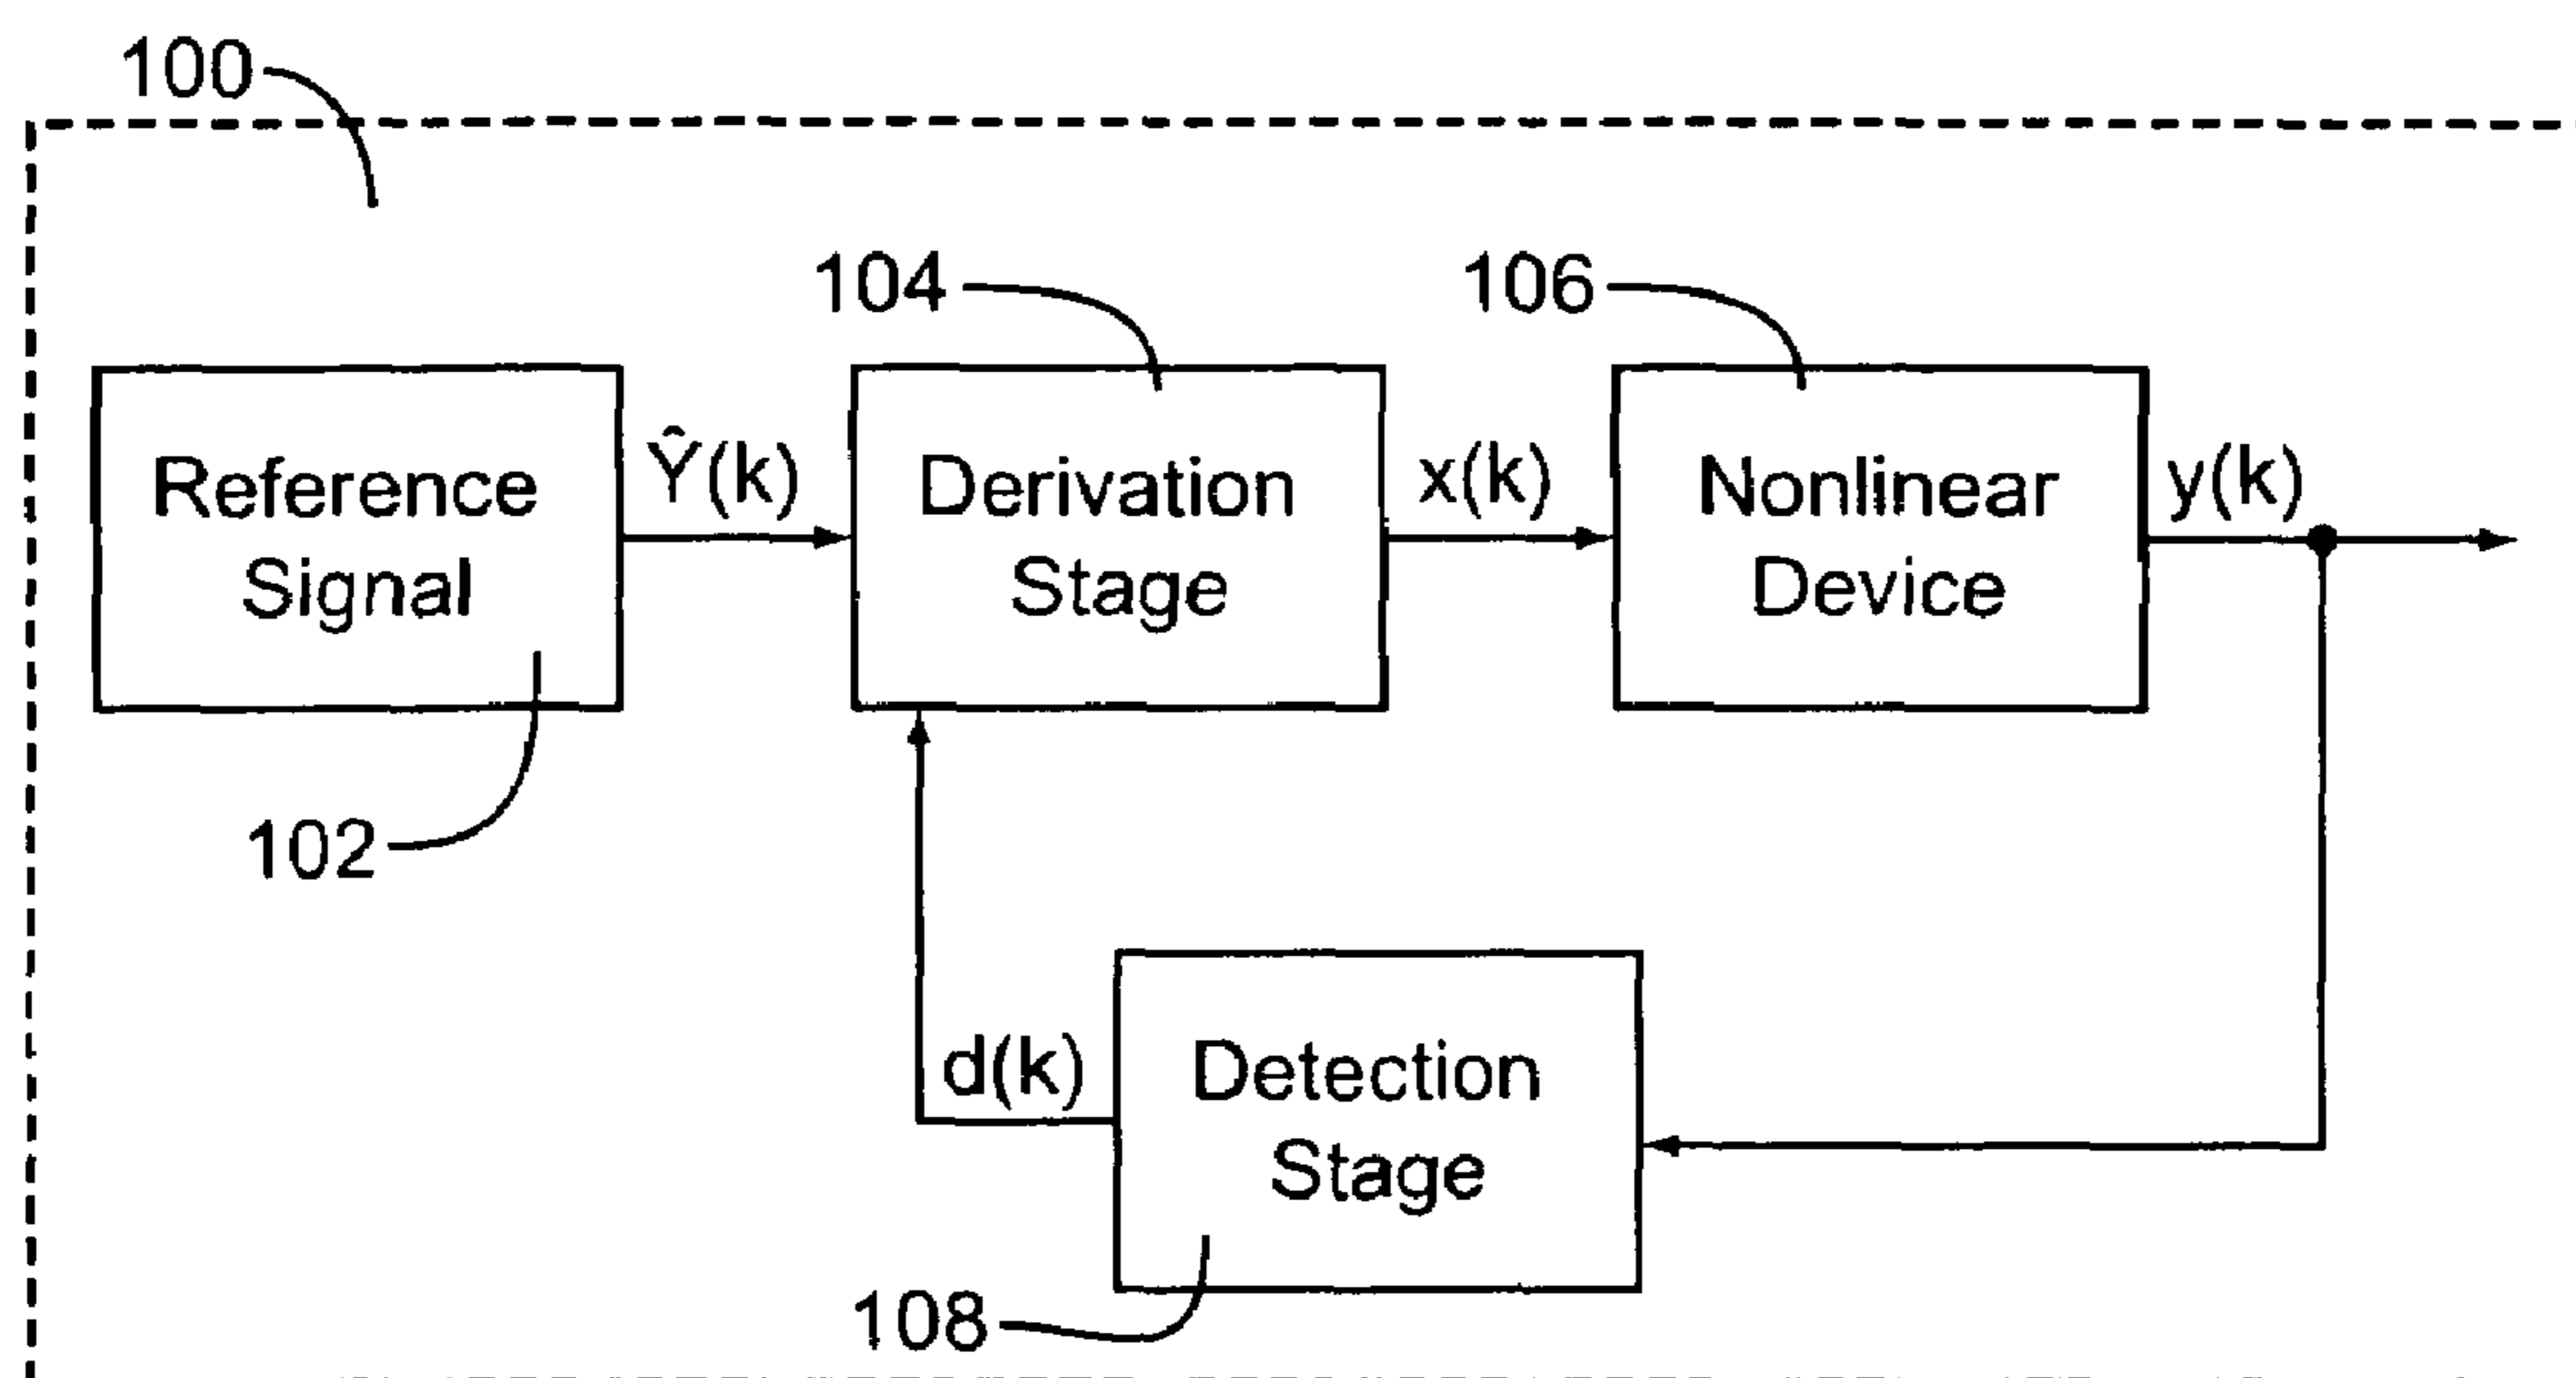 100
104
106
Reference
Signal
Ŷ(k)
Derivation
Stage
x(k)
Nonlinear
Device
y(k)
102
d(k)
Detection
Stage
108